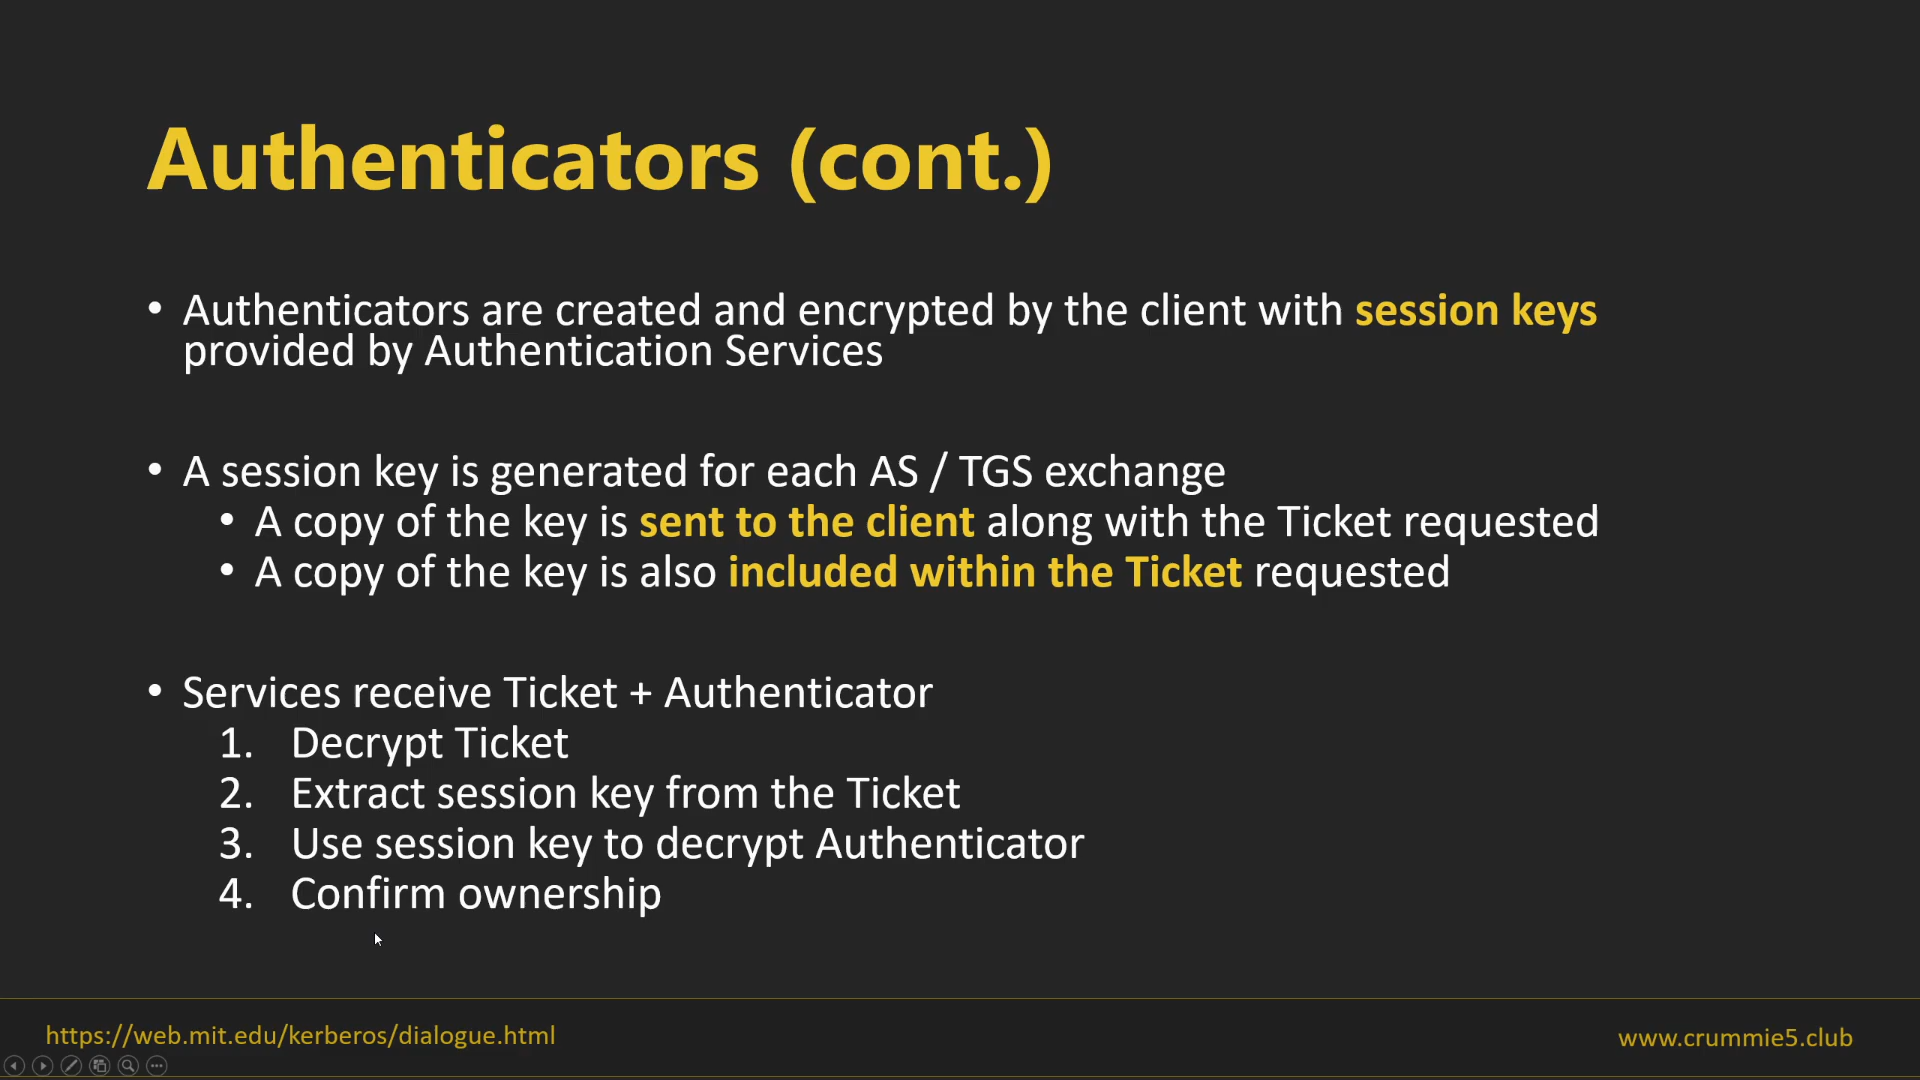 Authenticators (cont.)
• Authenticators are created and encrypted by the client with session keys
provided by Authentication Services
• A session key is generated for each AS / TGS exchange
• A copy of the key is sent to the client along with the Ticket requested
• A copy of the key is also included within the Ticket requested
• Services receive Ticket + Authenticator
1. Decrypt Ticket
2. Extract session key from the Ticket
3. Use session key to decrypt Authenticator
4. Confirm ownership
https://web.mit.edu/kerberos/dialogue.html
www.crummie5.club